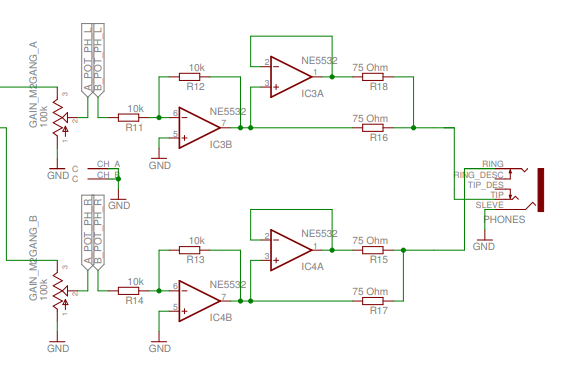 GAIN_M2GANG_A
100k
3
2
1
A_POT_PH_L
B_POT_PH_L
10k
R11
10k
R12
NE5532
6
5
7
IC3B
GND
NE5532
2
3
1
IC3A
75 Ohm
R18
75 Ohm
R16
GND
C
C
CH_A
CH_B
GND
RING
RING_DESC
TIP_DES
TIP
SLEVE
PHONES
GND
GAIN_M2GANG_B
100k
3
2
1
A_POT_PH_R
B_POT_PH_R
10k
R14
10k
R13
NE5532
6
5
7
IC4B
GND
NE5532
2
3
1
IC4A
75 Ohm
R15
75 Ohm
R17
GND